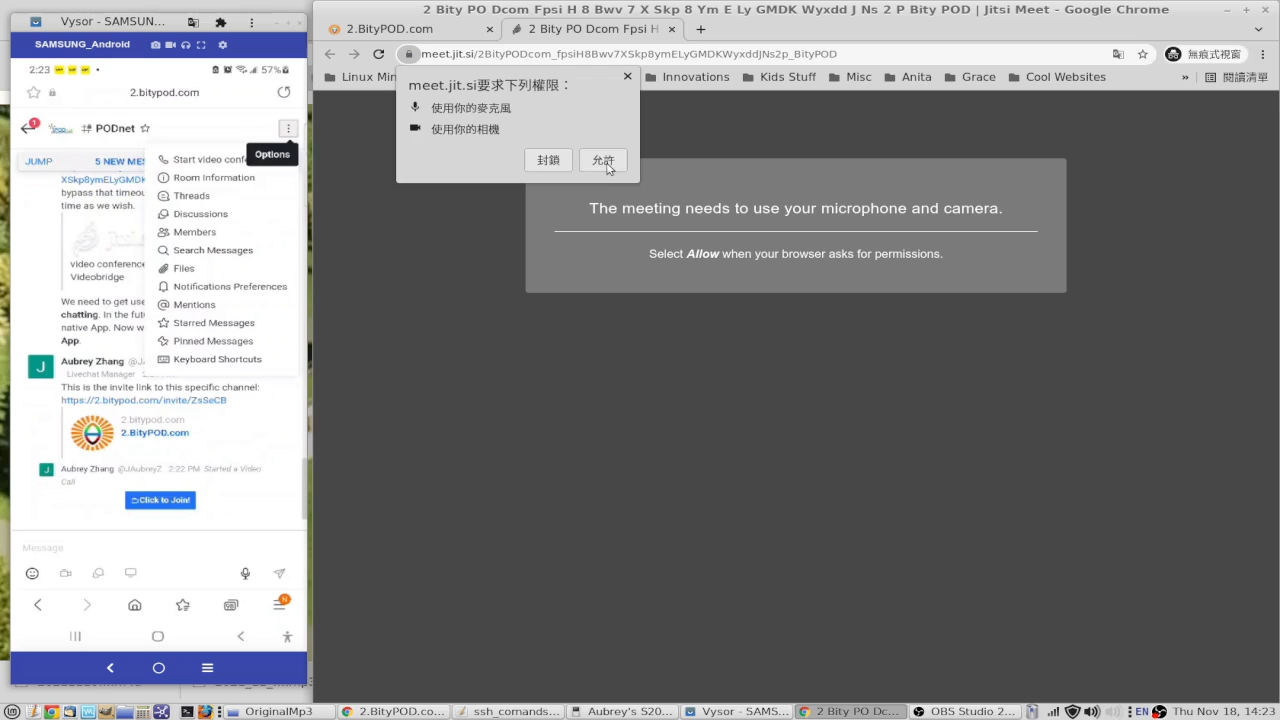 Vysor - SAMSUN...
SAMSUNG_Android
2:23
57%
2.bitypod.com
1
# PODnet
JUMP
5 NEW MES
Options
Start video confe
Room Information
Threads
Discussions
Members
Search Messages
Files
Notifications Preferences
Mentions
Starred Messages
Pinned Messages
Keyboard Shortcuts
XSkp8ymELyGMDK
bypass that timeou
time as we wish.
video conference
Videobridge
We need to get use
chatting. In the futu
native App. Now w
App.
J
Aubrey Zhang @JA
Livechat Manager
This is the invite link to this specific channel:
https://2.bitypod.com/invite/ZsSeCB
2.bitypod.com
2.BityPOD.com
J
Aubrey Zhang @JAubreyZ 2:22 PM Started a Video
Call
Click to Join!
Message
N
2 Bity PO Dcom Fpsi H 8 Bwv 7 X Skp 8 Ym E Ly GMDK Wyxdd J Ns 2 P Bity POD | Jitsi Meet - Google Chrome
2.BityPOD.com
2 Bity PO Dcom Fpsi H
meet.jit.si/2BityPODcom_fpsiH8Bwv7XSkp8ymELyGMDKWyxddJNs2p_BityPOD
無痕式視窗
Linux Min
Innovations
Kids Stuff
Misc
Anita
Grace
Cool Websites
»
閱讀清單
meet.jit.si要求下列權限：
使用你的麥克風
使用你的相機
封鎖
允許
The meeting needs to use your microphone and camera.
Select Allow when your browser asks for permissions.
OriginalMp3
2.BityPOD.co...
ssh_comands...
Aubrey's S20...
Vysor - SAMS...
2 Bity PO Dc...
OBS Studio 2...
EN
Thu Nov 18, 14:23